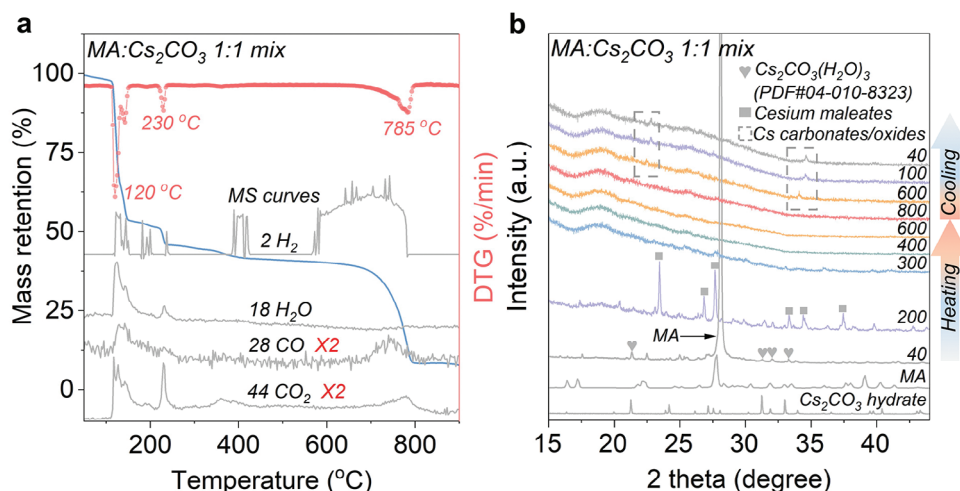 a
MA:Cs₂CO₃ 1:1 mix
100
75
50
25
0
Mass retention (%)
230 °C
785 °C
120 °C
MS curves
2 H₂
18 H₂O
28 CO X2
44 CO₂ X2
DTG (%/min)
200
400
600
800
Temperature (°C)
b
MA:Cs₂CO₃ 1:1 mix
Cs₂CO₃(H₂O)₃
(PDF#04-010-8323)
Cesium maleates
Cs carbonates/oxides
40
100
600
800
600
400
300
200
40
MA
MA
Cs₂CO₃ hydrate
Cooling
Heating
Intensity (a.u.)
15
20
25
30
35
40
2 theta (degree)